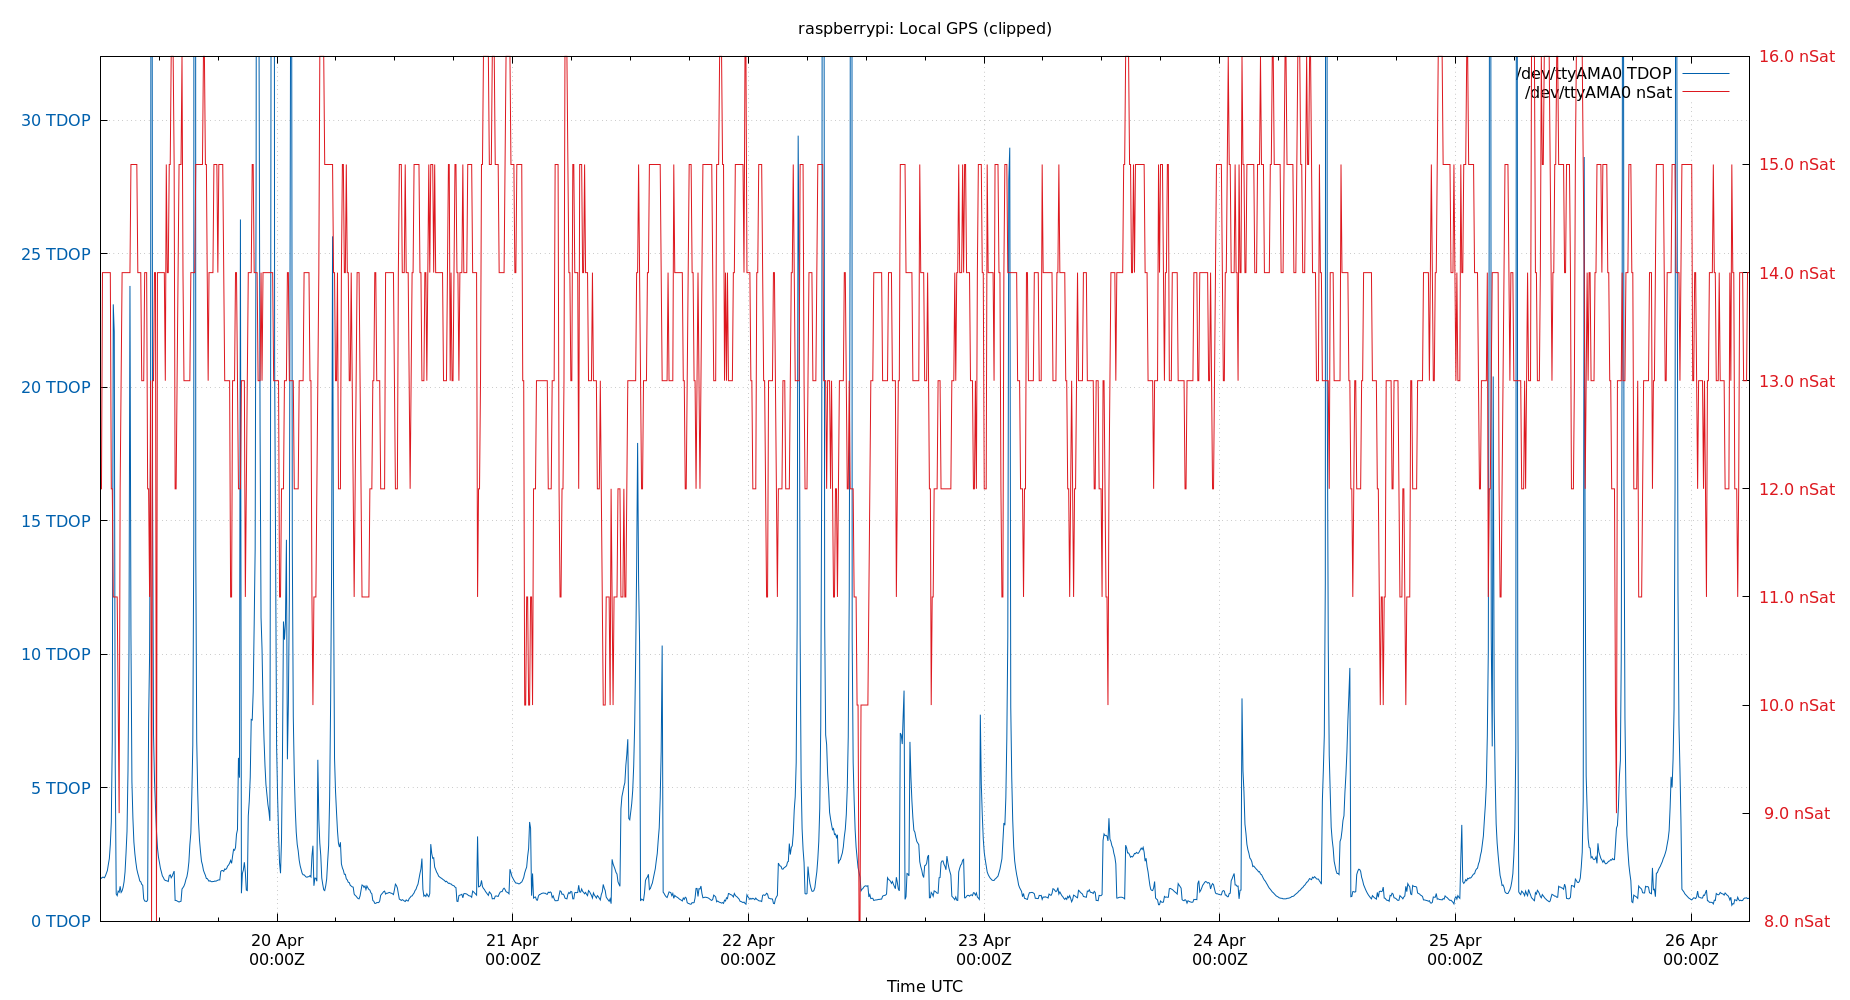 raspberrypi: Local GPS (clipped)
/dev/ttyAMA0 TDOP
/dev/ttyAMA0 nSat
30 TDOP
25 TDOP
20 TDOP
15 TDOP
10 TDOP
5 TDOP
0 TDOP
16.0 nSat
15.0 nSat
14.0 nSat
13.0 nSat
12.0 nSat
11.0 nSat
10.0 nSat
9.0 nSat
8.0 nSat
20 Apr
00:00Z
21 Apr
00:00Z
22 Apr
00:00Z
23 Apr
00:00Z
24 Apr
00:00Z
25 Apr
00:00Z
26 Apr
00:00Z
Time UTC